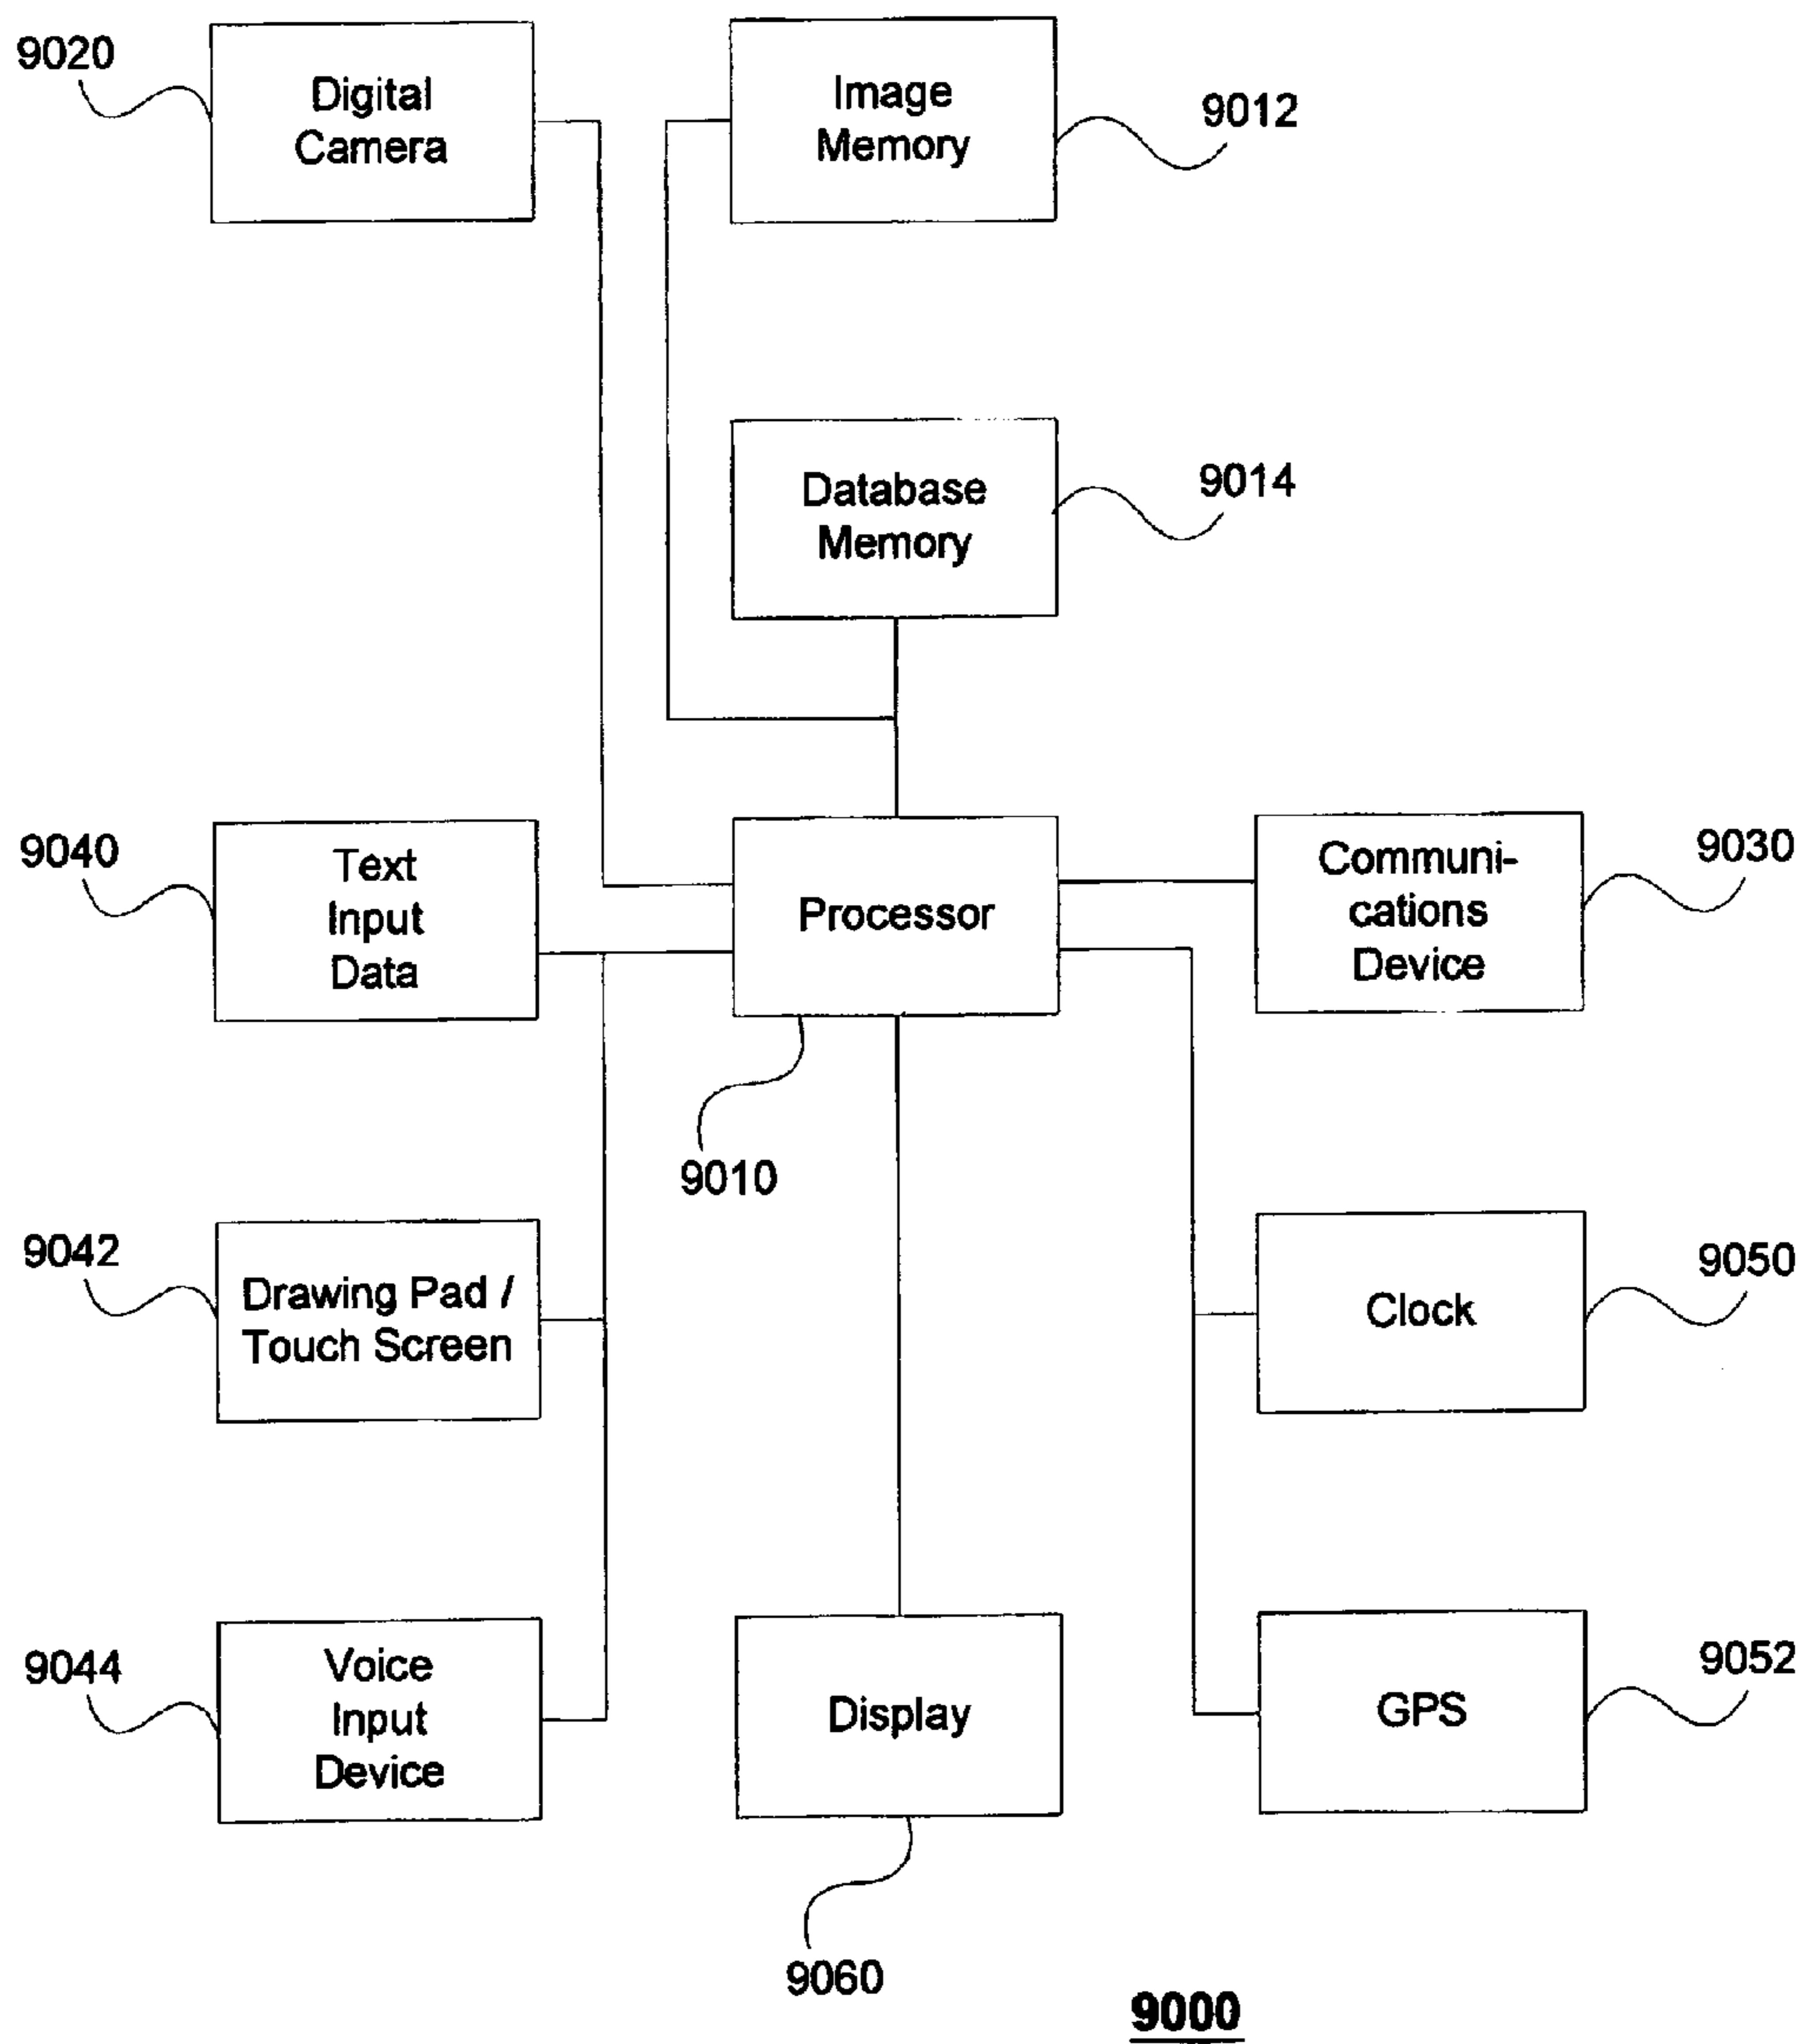 9020
Digital
Camera
Image
Memory
9012
Database
Memory
9014
9040
Text
Input
Data
Processor
9010
Communi-
cations
Device
9030
9042
Drawing Pad /
Touch Screen
Clock
9050
9044
Voice
Input
Device
Display
9060
GPS
9052
9000